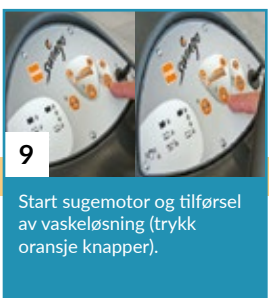 9
Start sugemotor og tilførsel
av vaskeløsning (trykk
oransje knapper).